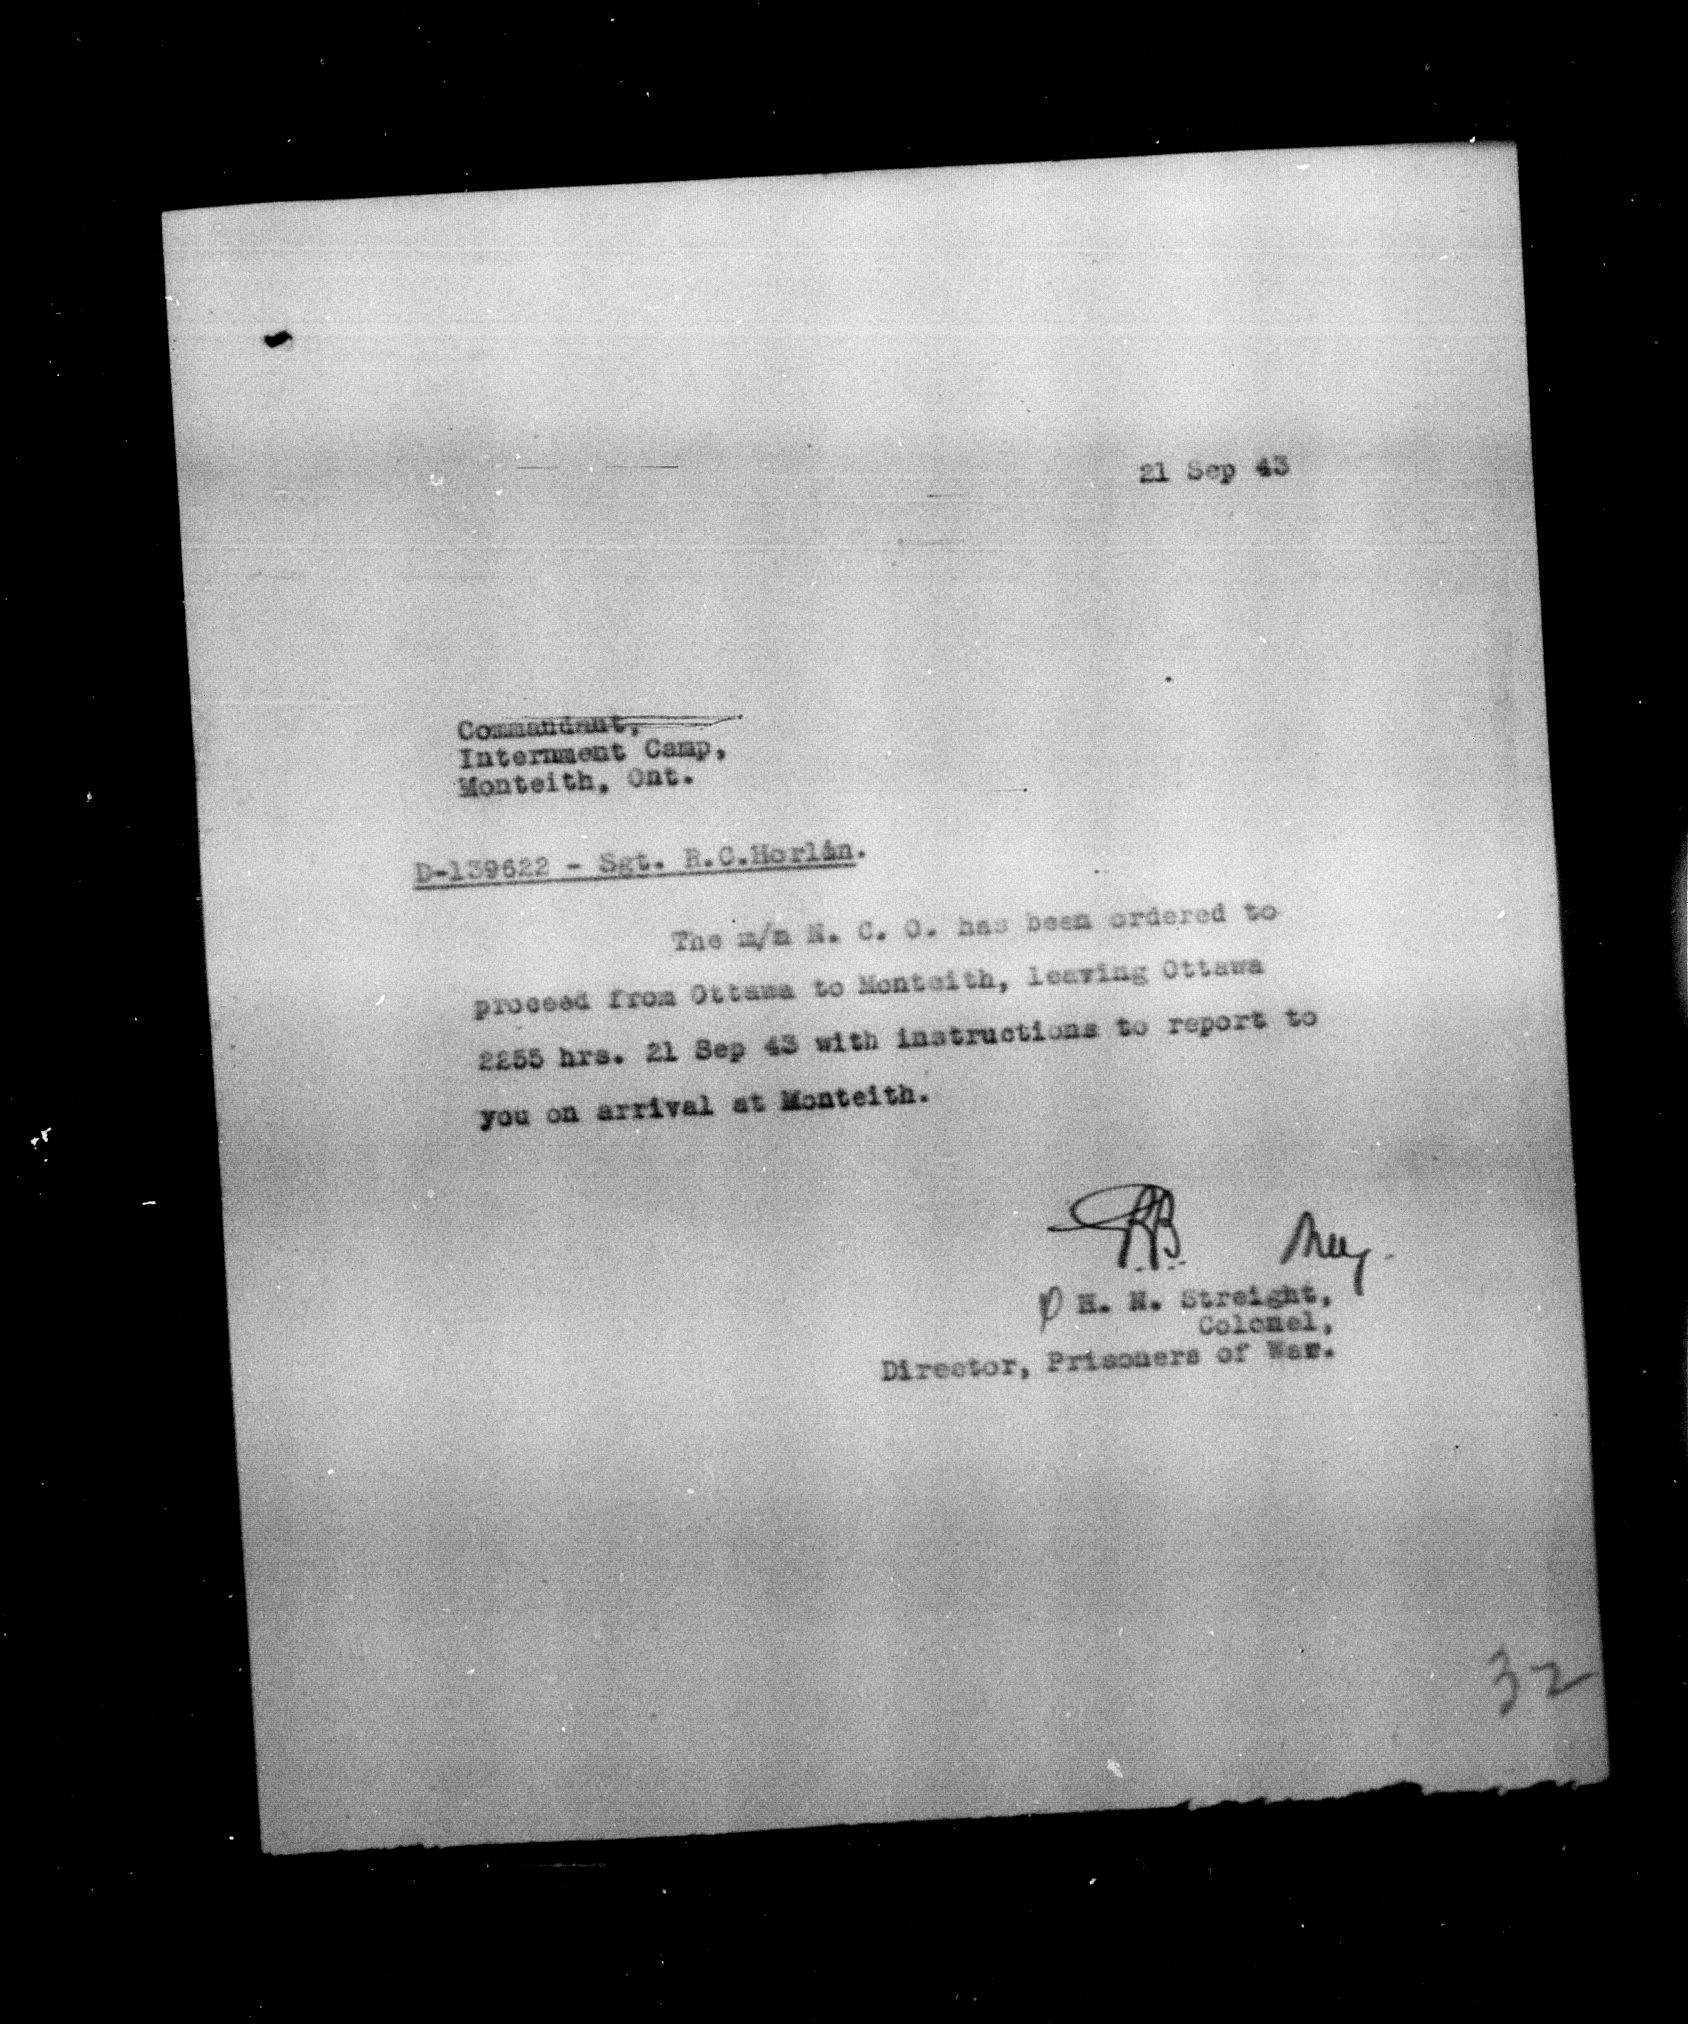 21 Sep 43
Commandant,
Internment Camp,
Monteith, Ont.
D-139622 - Sgt. R.C.Horlán.
The m/n N. C. O. has been ordered to
proceed from Ottawa to Monteith, leaving Ottawa
2255 hrs. 21 Sep 43 with instructions to report to
you on arrival at Monteith.
H. N. Streight,
Colonel,
Director, Prisoners of War.
32